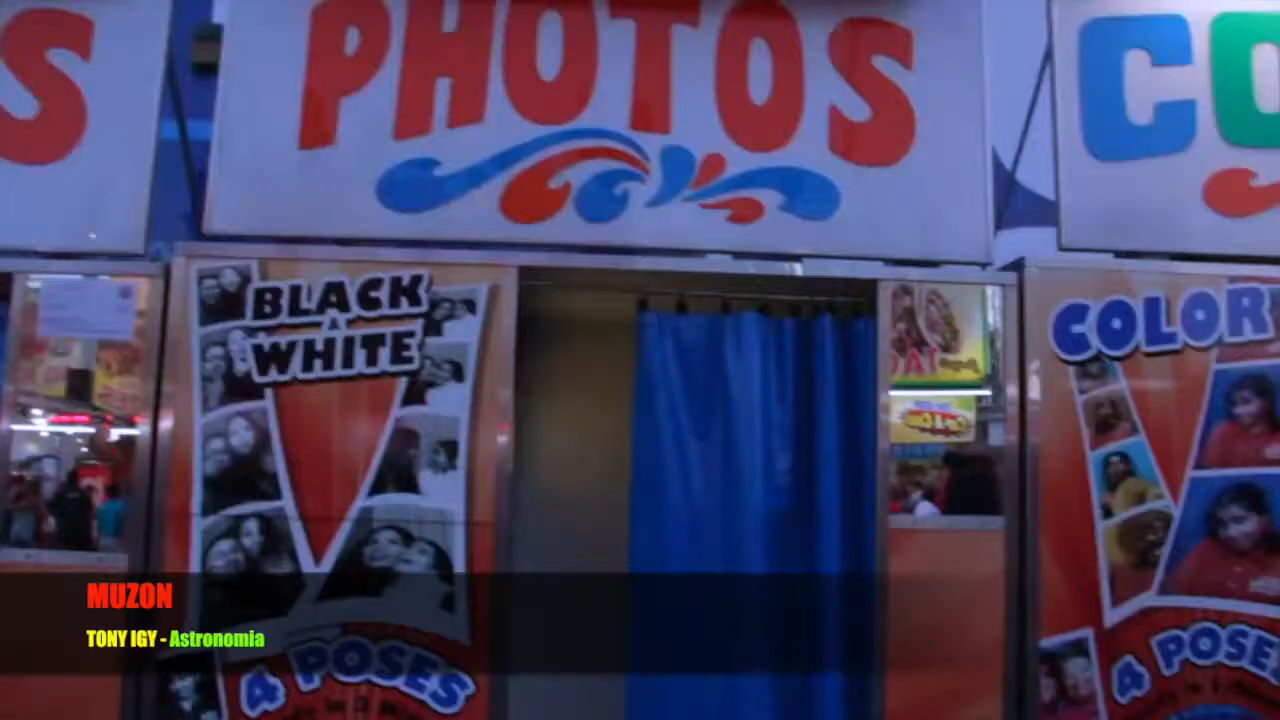 S
PHOTOS
CO
BLACK
&
WHITE
COLOR
MUZON
TONY IGY - Astronomia
4 POSES
4 POSES